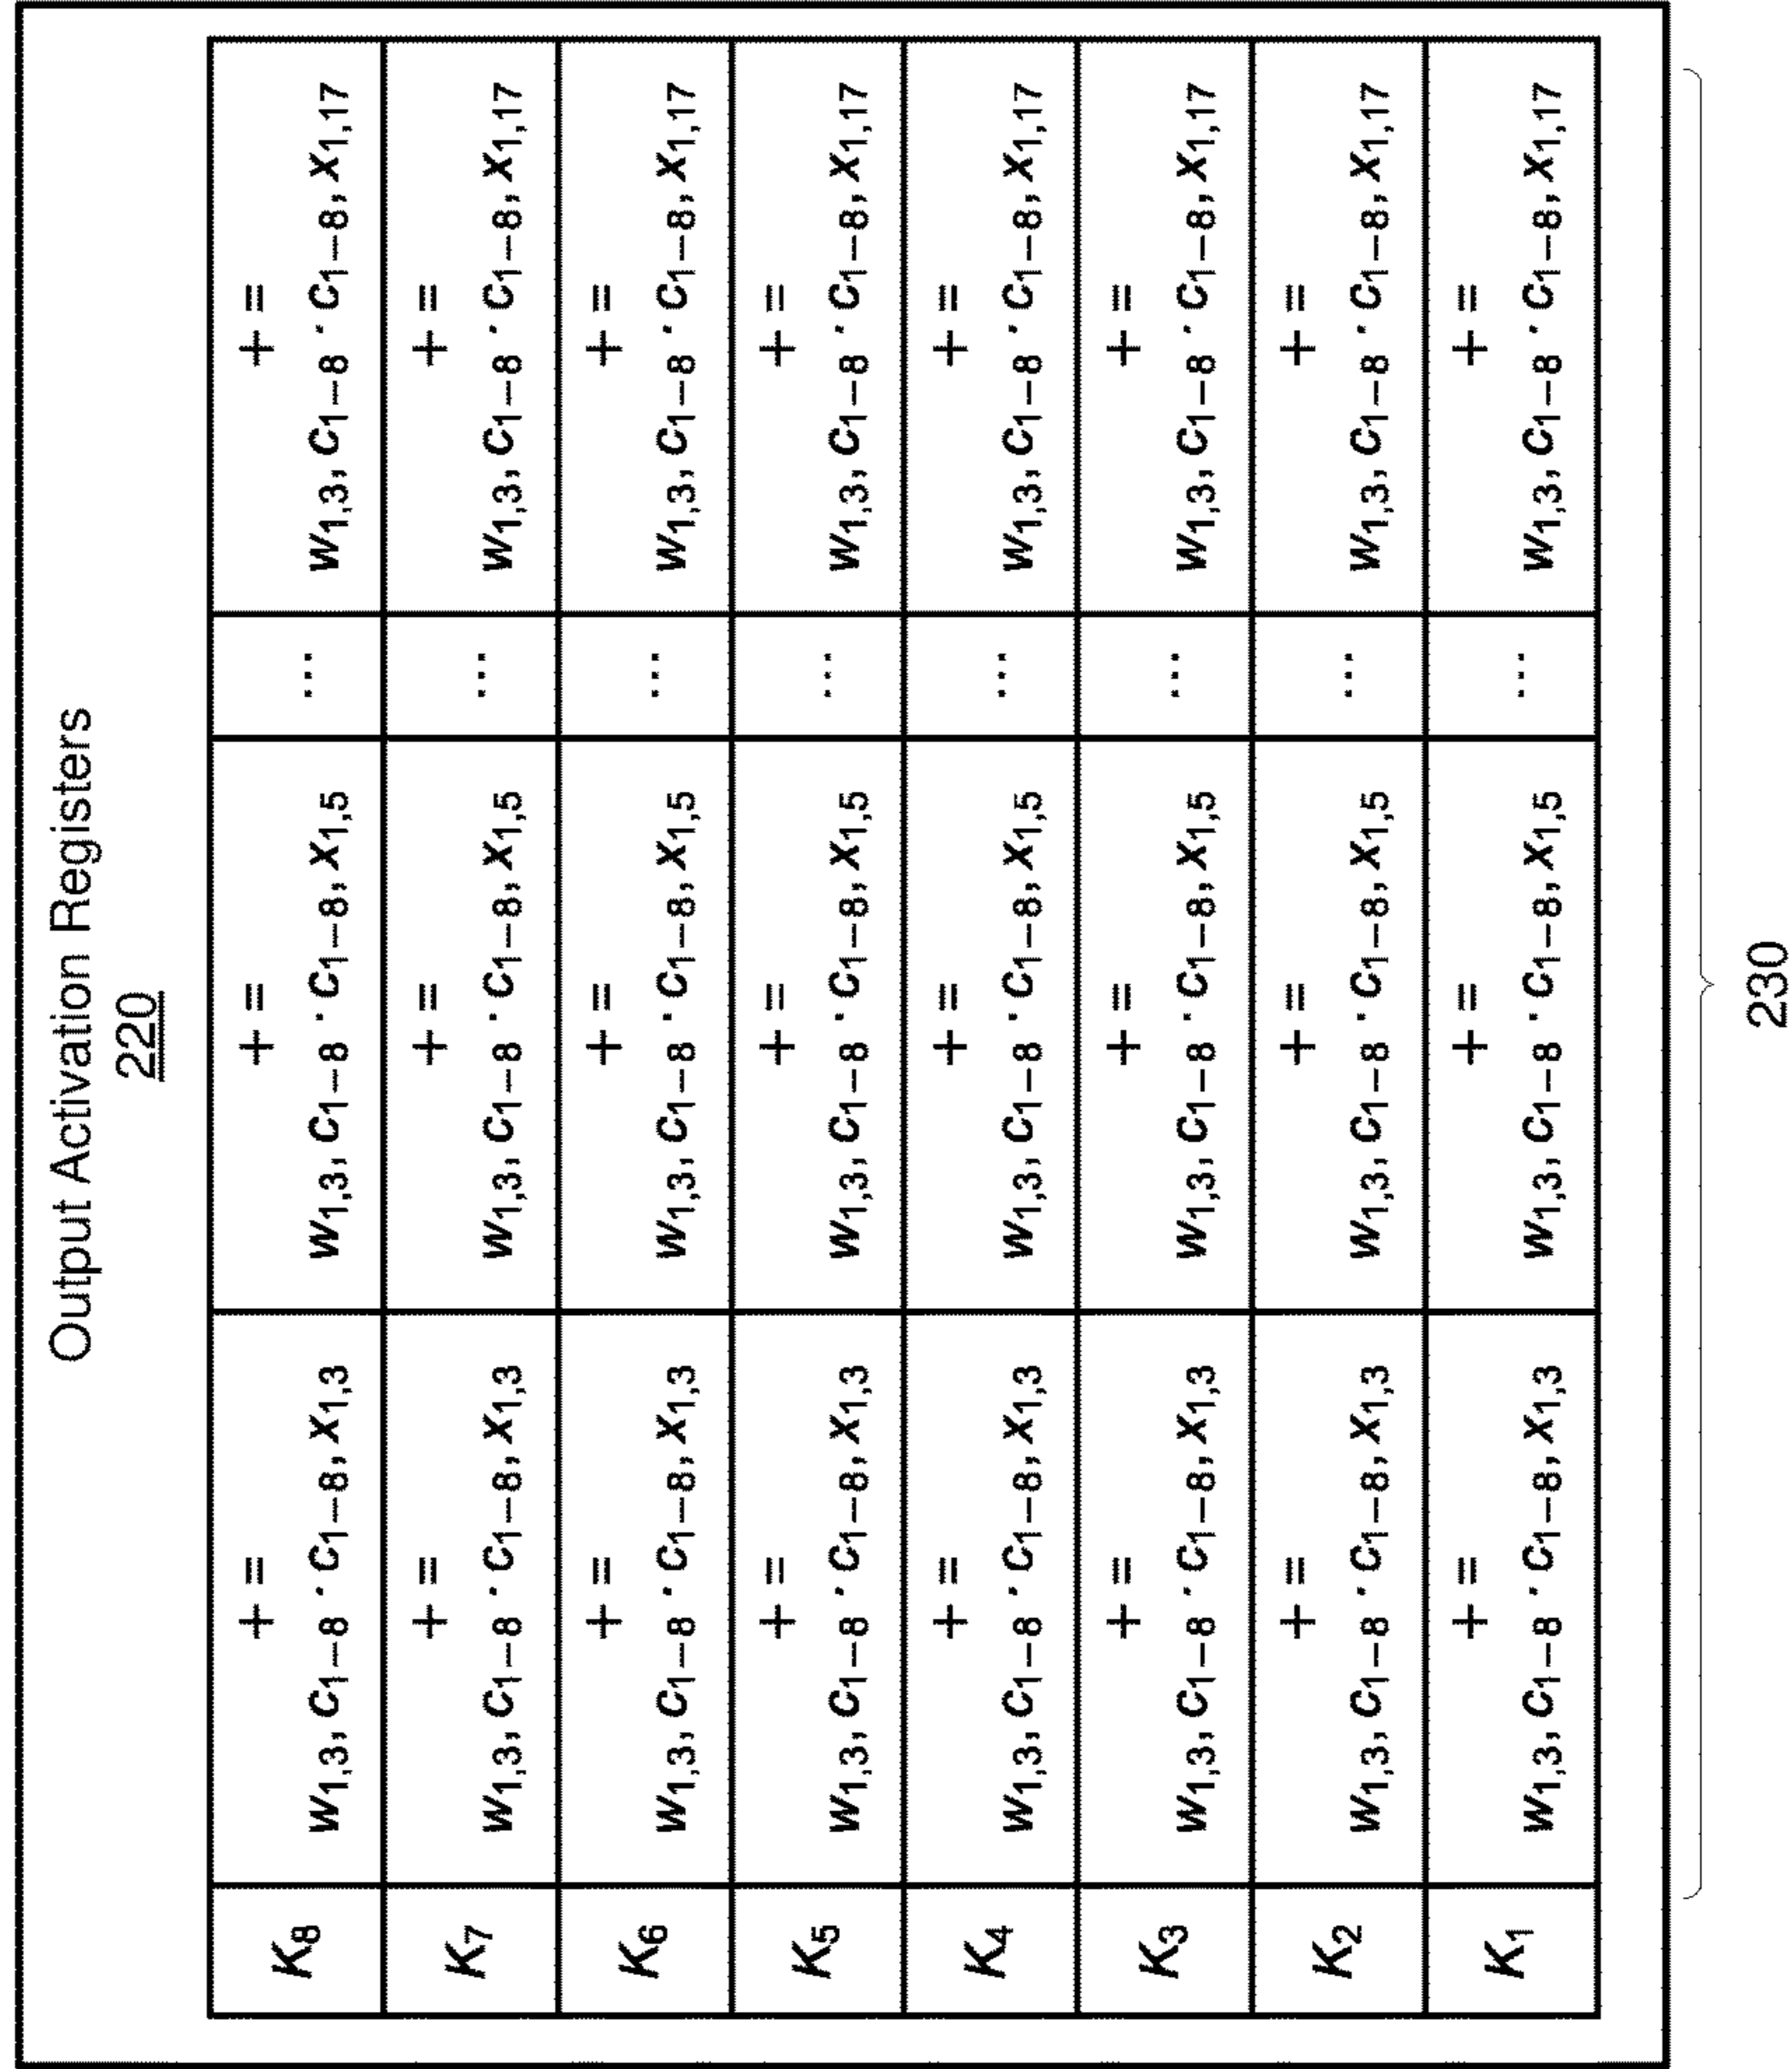 Output Activation Registers
220
K8 += W1,3, C1–8 · C1–8, X1,3 += W1,3, C1–8 · C1–8, X1,5 ... += W1,3, C1–8 · C1–8, X1,17
K7 += W1,3, C1–8 · C1–8, X1,3 += W1,3, C1–8 · C1–8, X1,5 ... += W1,3, C1–8 · C1–8, X1,17
K6 += W1,3, C1–8 · C1–8, X1,3 += W1,3, C1–8 · C1–8, X1,5 ... += W1,3, C1–8 · C1–8, X1,17
K5 += W1,3, C1–8 · C1–8, X1,3 += W1,3, C1–8 · C1–8, X1,5 ... += W1,3, C1–8 · C1–8, X1,17
K4 += W1,3, C1–8 · C1–8, X1,3 += W1,3, C1–8 · C1–8, X1,5 ... += W1,3, C1–8 · C1–8, X1,17
K3 += W1,3, C1–8 · C1–8, X1,3 += W1,3, C1–8 · C1–8, X1,5 ... += W1,3, C1–8 · C1–8, X1,17
K2 += W1,3, C1–8 · C1–8, X1,3 += W1,3, C1–8 · C1–8, X1,5 ... += W1,3, C1–8 · C1–8, X1,17
K1 += W1,3, C1–8 · C1–8, X1,3 += W1,3, C1–8 · C1–8, X1,5 ... += W1,3, C1–8 · C1–8, X1,17
230